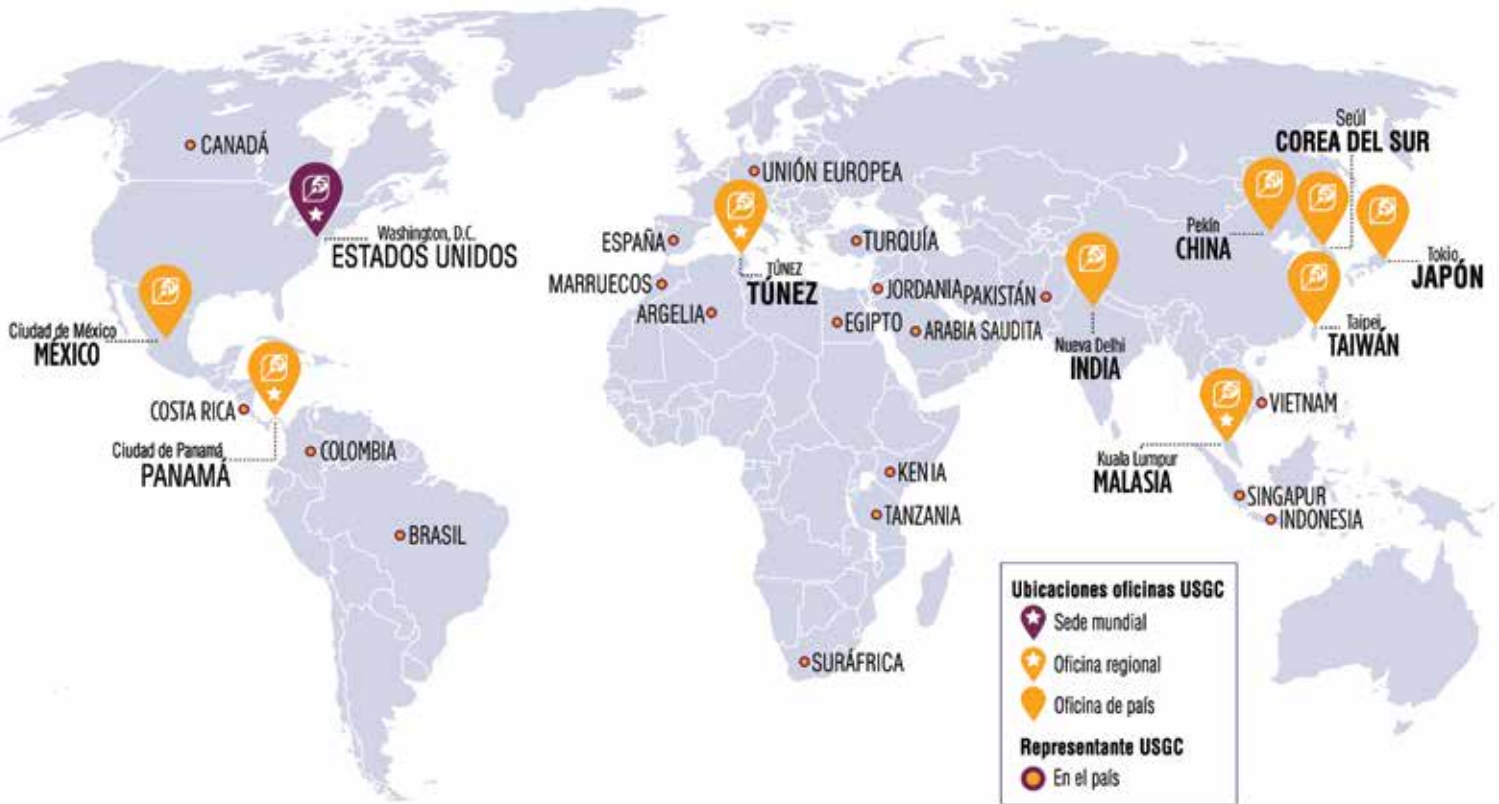 CANADÁ
Washington, D.C.
ESTADOS UNIDOS
Ciudad de México
MÉXICO
COSTA RICA
Ciudad de Panamá
PANAMÁ
COLOMBIA
BRASIL
UNIÓN EUROPEA
ESPAÑA
TURQUÍA
MARRUECOS
TÚNEZ
TÚNEZ
ARGELIA
JORDANIA
PAKISTÁN
EGIPTO
ARABIA SAUDITA
KENIA
TANZANIA
SURÁFRICA
Nueva Delhi
INDIA
Seúl
COREA DEL SUR
Pekín
CHINA
Tokio
JAPÓN
Taipei
TAIWÁN
VIETNAM
Kuala Lumpur
MALASIA
SINGAPUR
INDONESIA
Ubicaciones oficinas USGC
Sede mundial
Oficina regional
Oficina de país
Representante USGC
En el país